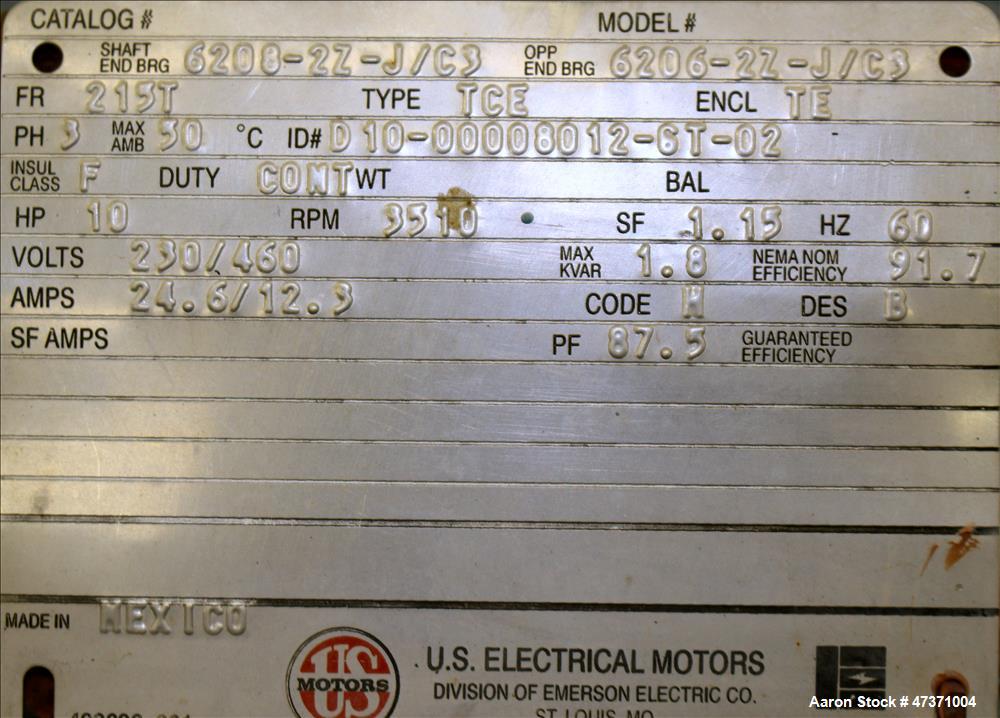 CATALOG # MODEL #
SHAFT END BRG 6208-2Z-J/C3 OPP END BRG 6206-2Z-J/C3
FR 215T TYPE TCE ENCL TE
PH 3 MAX AMB 50 °C ID# D10-00008012-GT-02
INSUL CLASS F DUTY CONT WT BAL
HP 10 RPM 3510 SF 1.15 HZ 60
VOLTS 230/460 MAX KVAR 1.8 NEMA NOM EFFICIENCY 91.7
AMPS 24.6/12.3 CODE H DES B
SF AMPS PF 87.5 GUARANTEED EFFICIENCY
MADE IN MEXICO
US MOTORS
U.S. ELECTRICAL MOTORS
DIVISION OF EMERSON ELECTRIC CO.
ST. LOUIS, MO.
Aaron Stock # 47371004